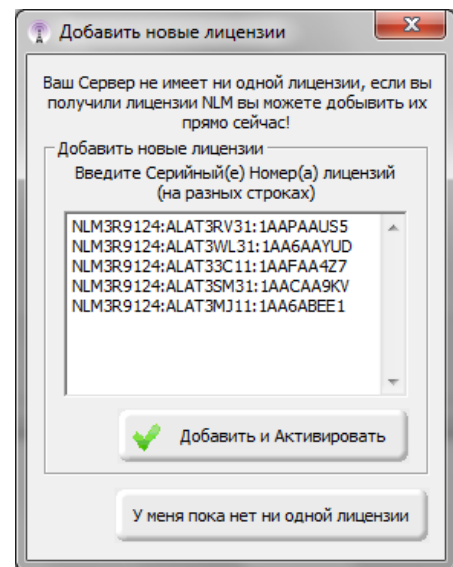 Добавить новые лицензии
Ваш Сервер не имеет ни одной лицензии, если вы
получили лицензии NLM вы можете добывить их
прямо сейчас!
Добавить новые лицензии
Введите Серийный(е) Номер(а) лицензий
(на разных строках)
NLM3R9124:ALAT3RV31:1AAPAAUS5
NLM3R9124:ALAT3WL31:1AA6AAYUD
NLM3R9124:ALAT33C11:1AAFAA4Z7
NLM3R9124:ALAT3SM31:1AACAA9KV
NLM3R9124:ALAT3MJ11:1AA6ABEE1
Добавить и Активировать
У меня пока нет ни одной лицензии